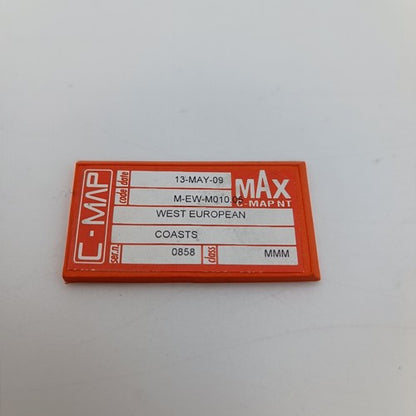 C-MAP
date 13-MAY-09
code M-EW-M010.
MAX
C-MAP NT
WEST EUROPEAN
COASTS
ser.n 0858 class MMM